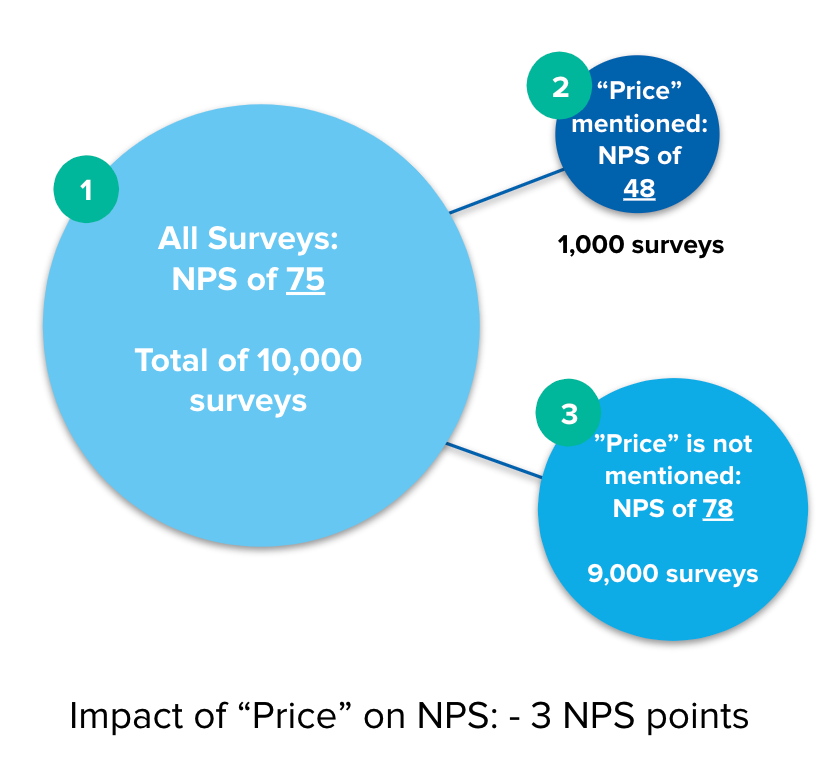 1
All Surveys:
NPS of 75
Total of 10,000
surveys
2
“Price”
mentioned:
NPS of
48
1,000 surveys
3
”Price” is not
mentioned:
NPS of 78
9,000 surveys
Impact of “Price” on NPS: - 3 NPS points